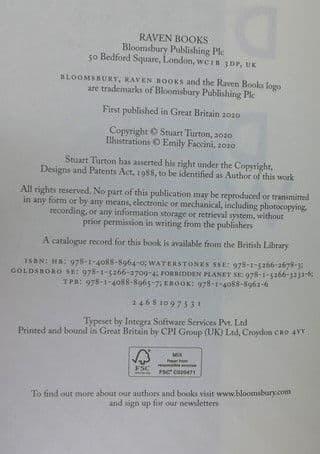 RAVEN BOOKS
Bloomsbury Publishing Plc
50 Bedford Square, London, WC1B 3DP, UK
BLOOMSBURY, RAVEN BOOKS and the Raven Books logo
are trademarks of Bloomsbury Publishing Plc
First published in Great Britain 2020
Copyright © Stuart Turton, 2020
Illustrations © Emily Faccini, 2020
Stuart Turton has asserted his right under the Copyright,
Designs and Patents Act, 1988, to be identified as Author of this work
All rights reserved. No part of this publication may be reproduced or transmitted
in any form or by any means, electronic or mechanical, including photocopying,
recording, or any information storage or retrieval system, without
prior permission in writing from the publishers
A catalogue record for this book is available from the British Library
ISBN: HB: 978-1-4088-8964-0; WATERSTONES SSE: 978-1-5266-2678-3;
GOLDSBORO SE: 978-1-5266-2709-4; FORBIDDEN PLANET SE: 978-1-5266-3232-6;
TPB: 978-1-4088-8965-7; EBOOK: 978-1-4088-8962-6
2 4 6 8 10 9 7 5 3 1
Typeset by Integra Software Services Pvt. Ltd
Printed and bound in Great Britain by CPI Group (UK) Ltd, Croydon CR0 4YY
FSC
MIX
Paper from
responsible sources
FSC® C020471
To find out more about our authors and books visit www.bloomsbury.com
and sign up for our newsletters